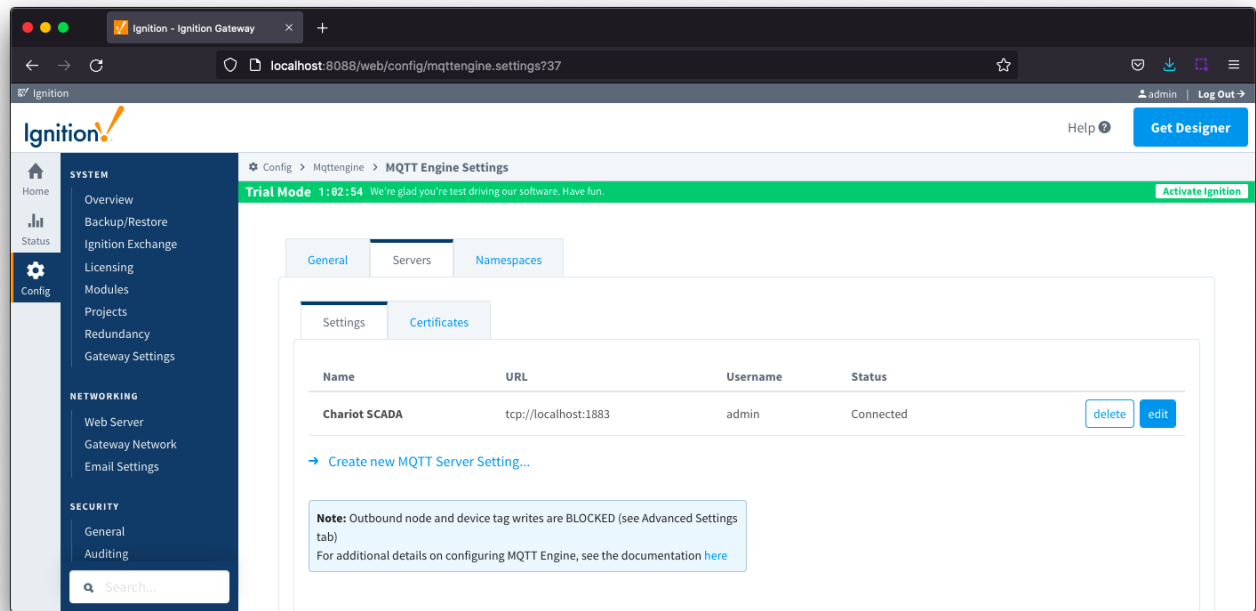 Ignition - Ignition Gateway
localhost:8088/web/config/mqttengine.settings?37
Ignition
admin | Log Out
Ignition!
Help
Get Designer
Home
Status
Config
SYSTEM
Overview
Backup/Restore
Ignition Exchange
Licensing
Modules
Projects
Redundancy
Gateway Settings
NETWORKING
Web Server
Gateway Network
Email Settings
SECURITY
General
Auditing
Search...
Config > Mqttengine > MQTT Engine Settings
Trial Mode 1:02:54 We're glad you're test driving our software. Have fun. Activate Ignition
General Servers Namespaces
Settings Certificates
Name URL Username Status
Chariot SCADA tcp://localhost:1883 admin Connected delete edit
→ Create new MQTT Server Setting...
Note: Outbound node and device tag writes are BLOCKED (see Advanced Settings
tab)
For additional details on configuring MQTT Engine, see the documentation here